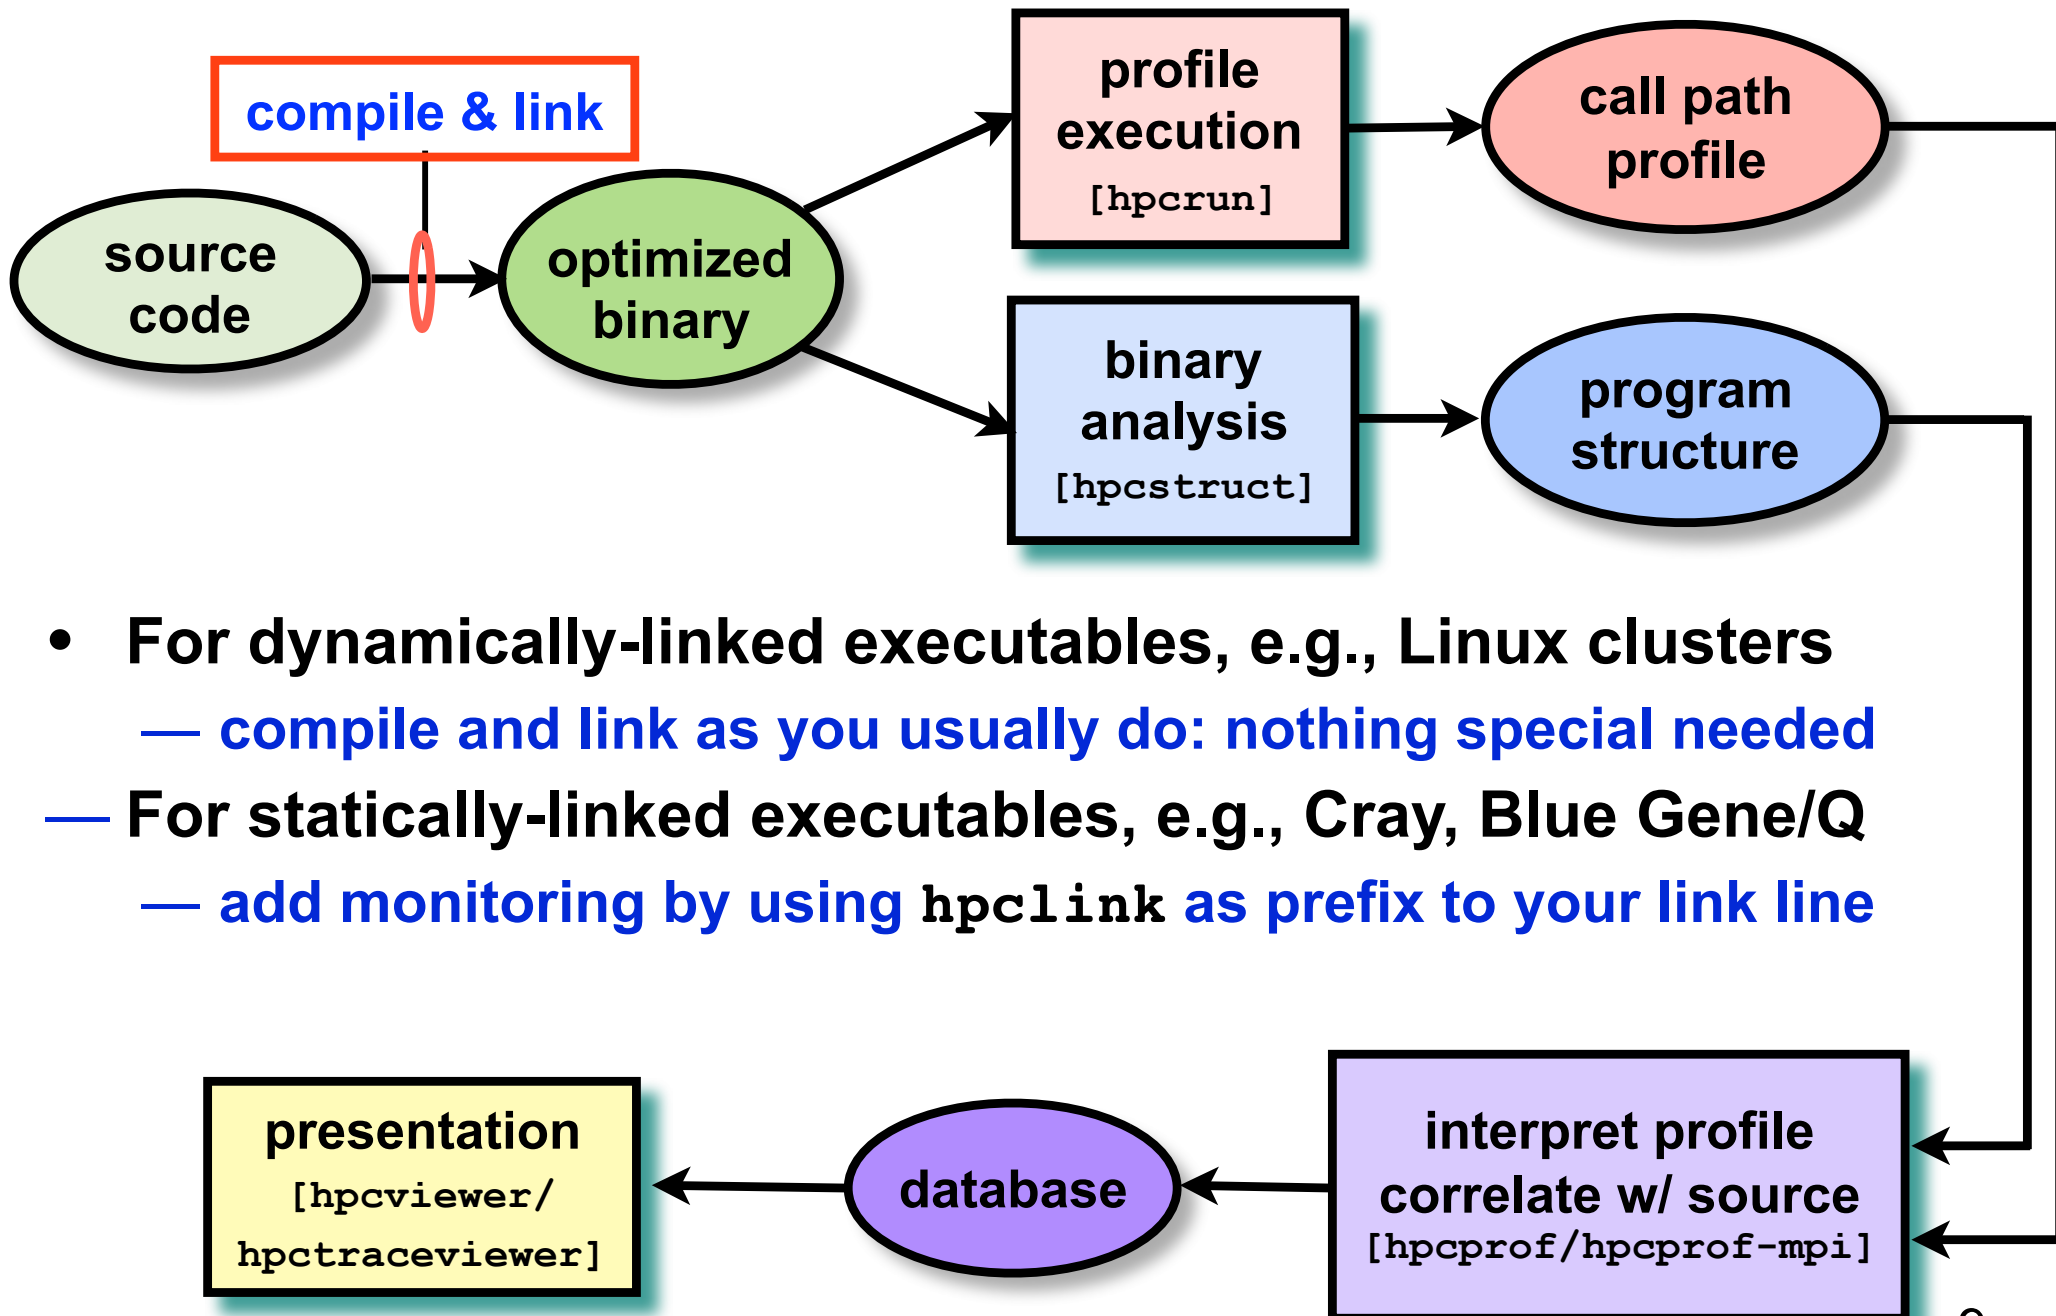 compile & link
source
code
optimized
binary
profile
execution
[hpcrun]
call path
profile
binary
analysis
[hpcstruct]
program
structure
• For dynamically-linked executables, e.g., Linux clusters
— compile and link as you usually do: nothing special needed
— For statically-linked executables, e.g., Cray, Blue Gene/Q
— add monitoring by using hpclink as prefix to your link line
presentation
[hpcviewer/
hpctraceviewer]
database
interpret profile
correlate w/ source
[hpcprof/hpcprof-mpi]